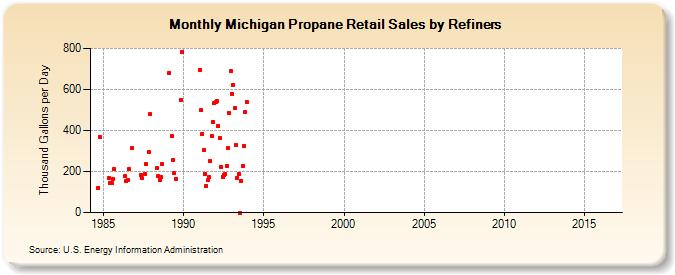 Monthly Michigan Propane Retail Sales by Refiners
Thousand Gallons per Day
800
600
400
200
0
1985 1990 1995 2000 2005 2010 2015
Source: U.S. Energy Information Administration